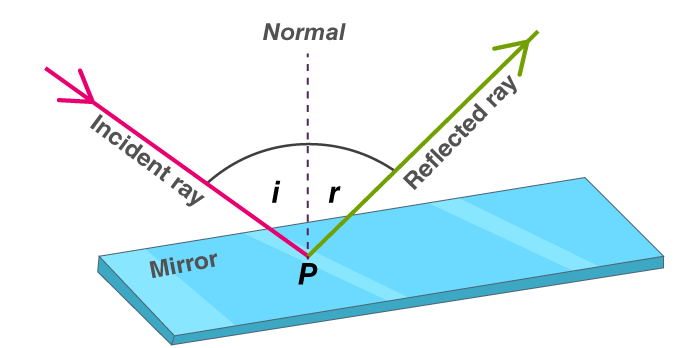 Normal
Incident ray
Reflected ray
i
r
Mirror
P